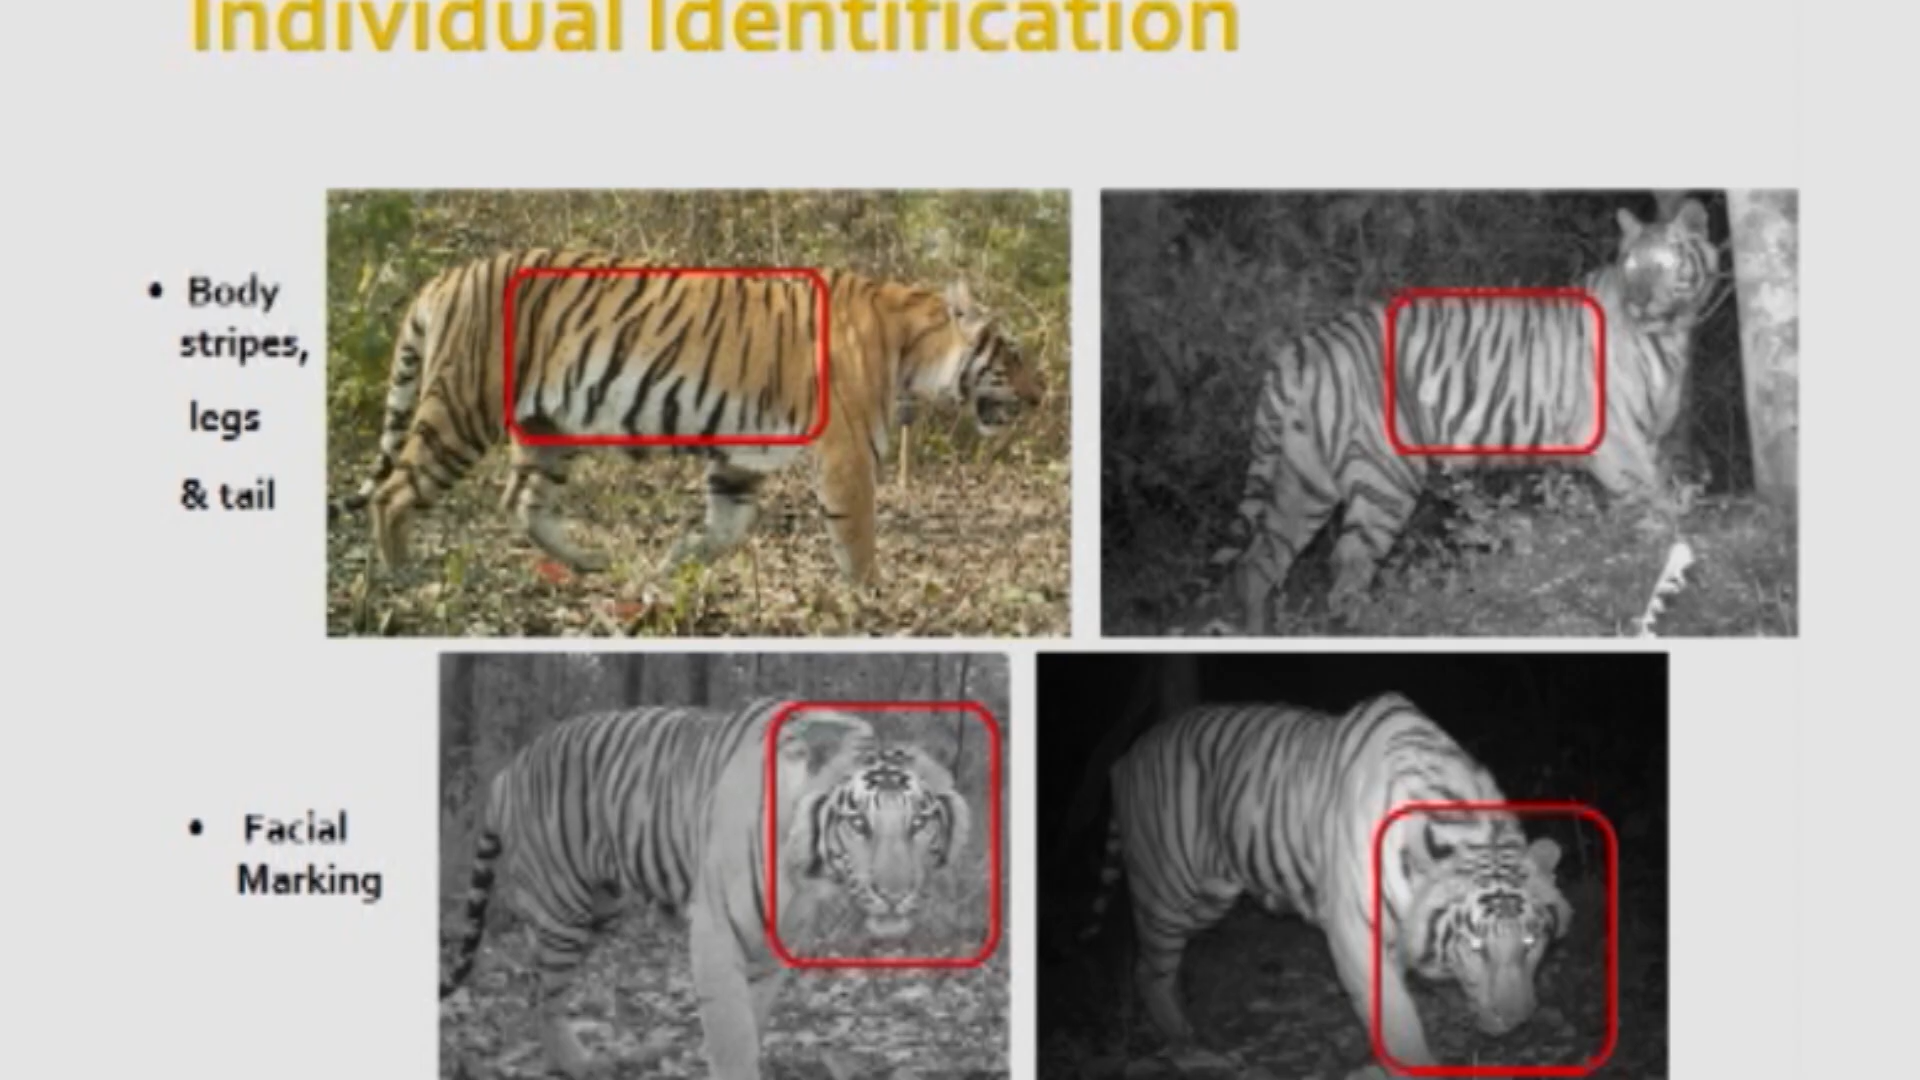 Individual Identification
• Body
stripes,
legs
& tail
• Facial
Marking